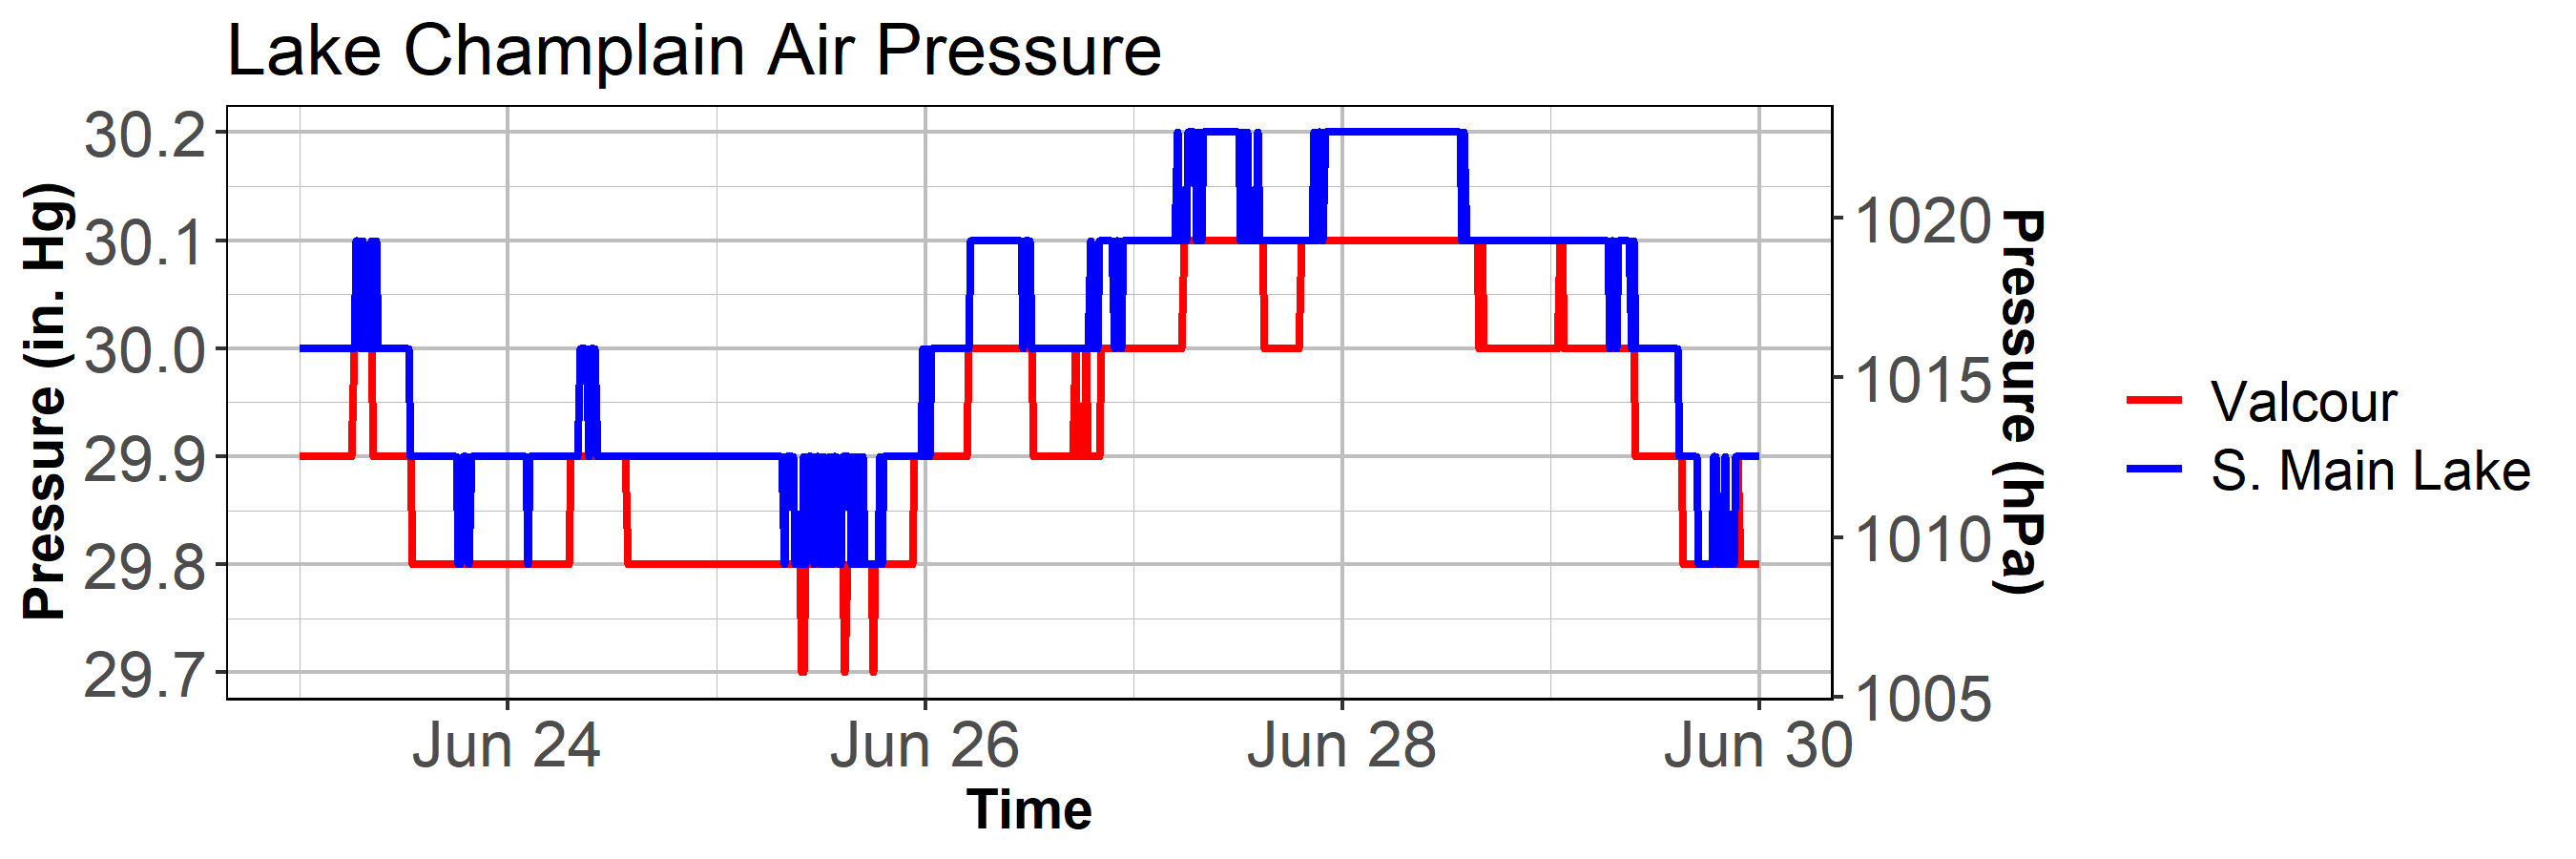 Lake Champlain Air Pressure
Pressure (in. Hg)
30.2
30.1
30.0
29.9
29.8
29.7
1020
1015
1010
1005
Pressure (hPa)
Jun 24
Jun 26
Jun 28
Jun 30
Time
Valcour
S. Main Lake